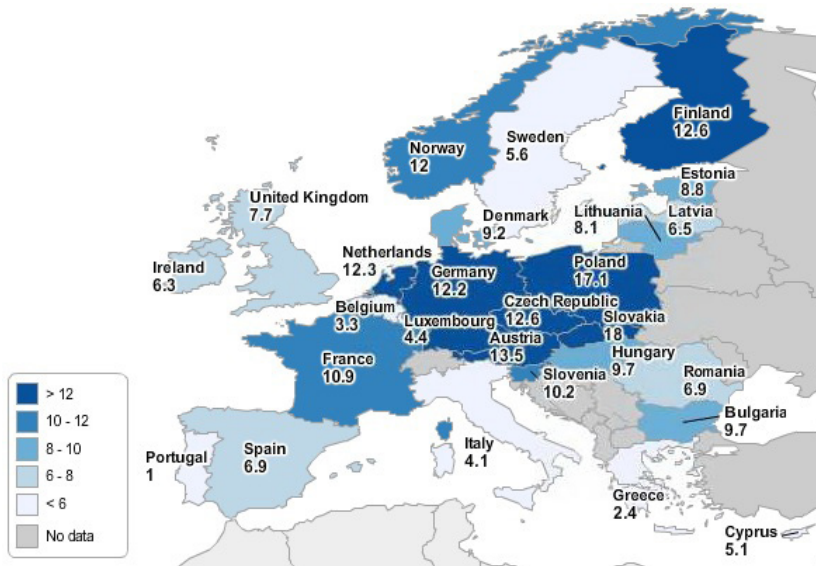 Finland
12.6
Norway
12
Sweden
5.6
Estonia
8.8
United Kingdom
7.7
Denmark
9.2
Lithuania
8.1
Latvia
6.5
Netherlands
12.3
Ireland
6.3
Germany
12.2
Poland
17.1
Belgium
3.3
Czech Republic
12.6
Luxembourg
4.4
Slovakia
18
Austria
13.5
France
10.9
Hungary
9.7
Slovenia
10.2
Romania
6.9
Bulgaria
9.7
Portugal
1
Spain
6.9
Italy
4.1
Greece
2.4
Cyprus
5.1
> 12
10 - 12
8 - 10
6 - 8
< 6
No data